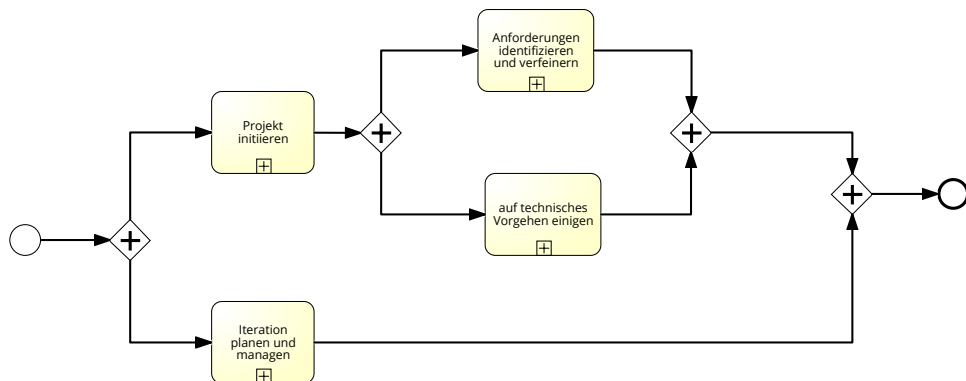 Anforderungen
identifizieren
und verfeinern
Projekt
initiieren
auf technisches
Vorgehen einigen
Iteration
planen und
managen